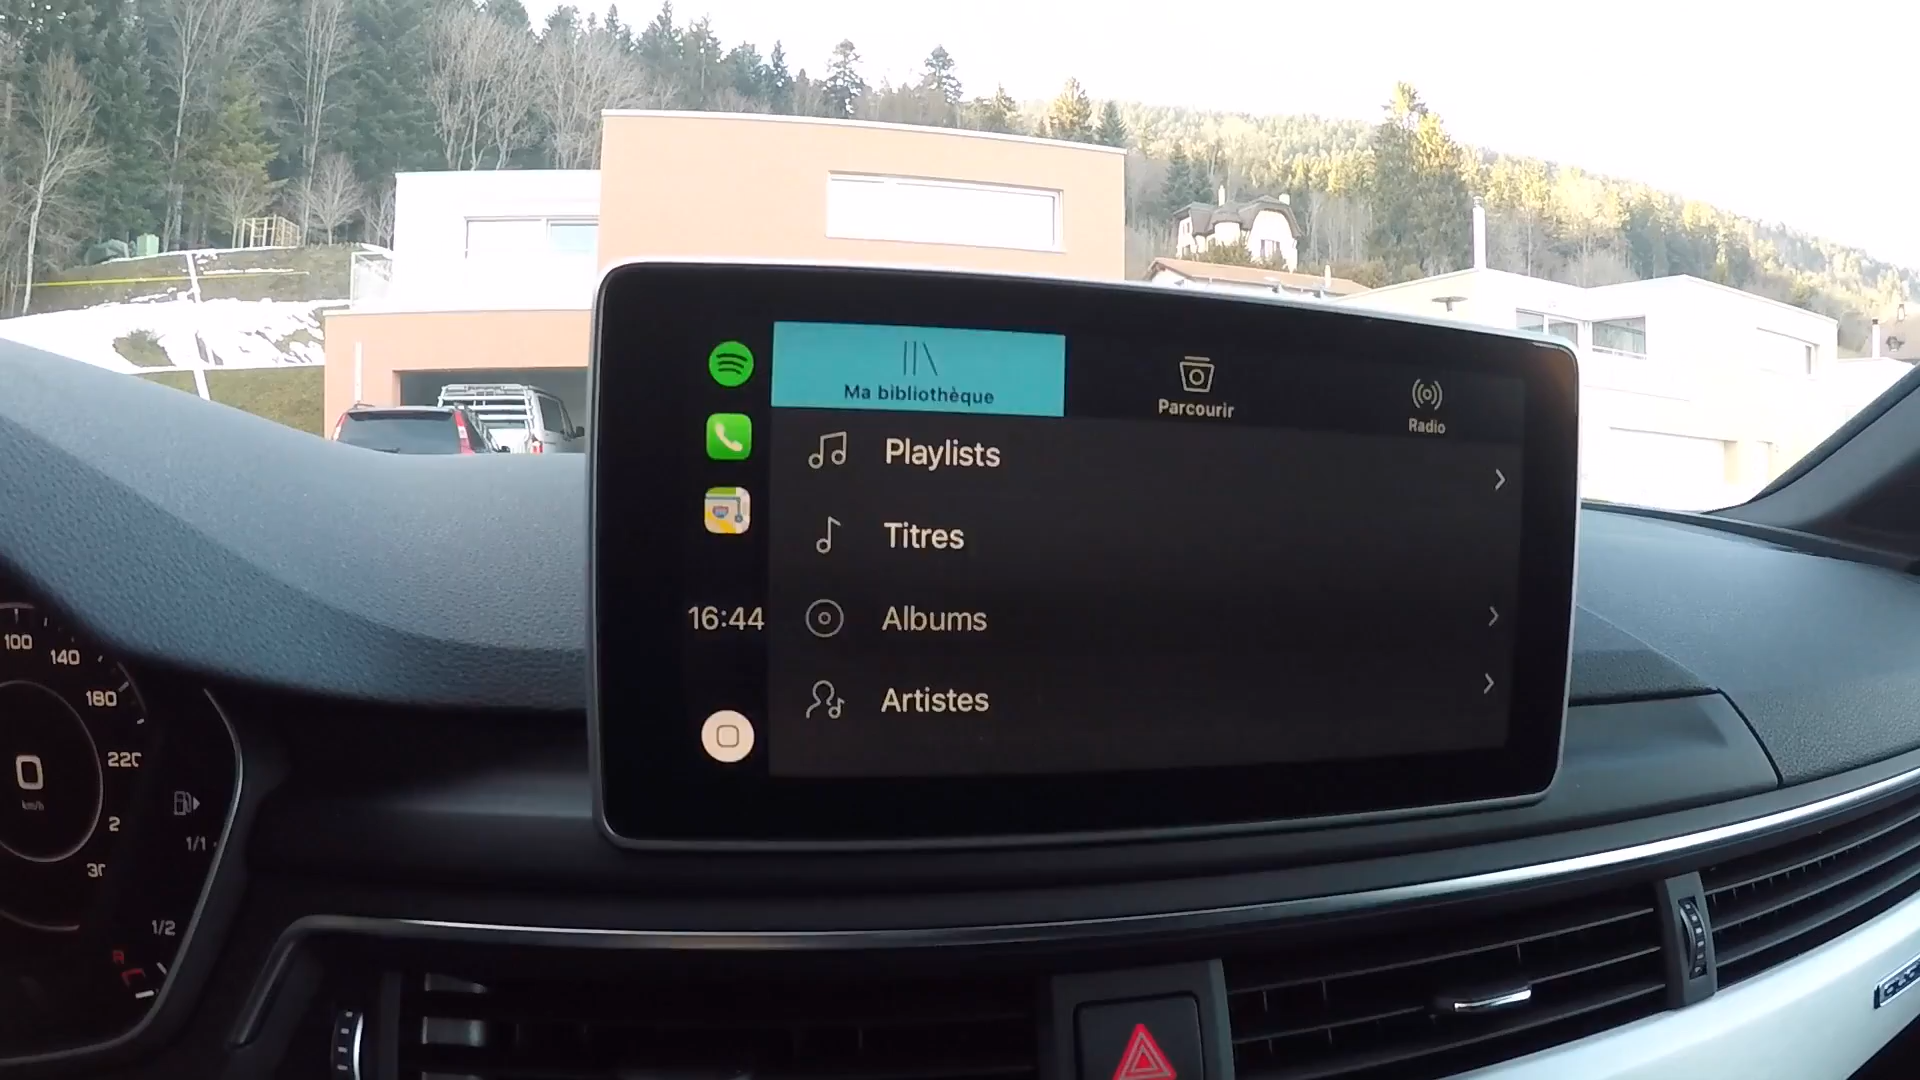 Ma bibliothèque
Parcourir
Radio
Playlists
Titres
Albums
Artistes
16:44
100
140
180
220
0
km/h
2
1/1
1/2
R